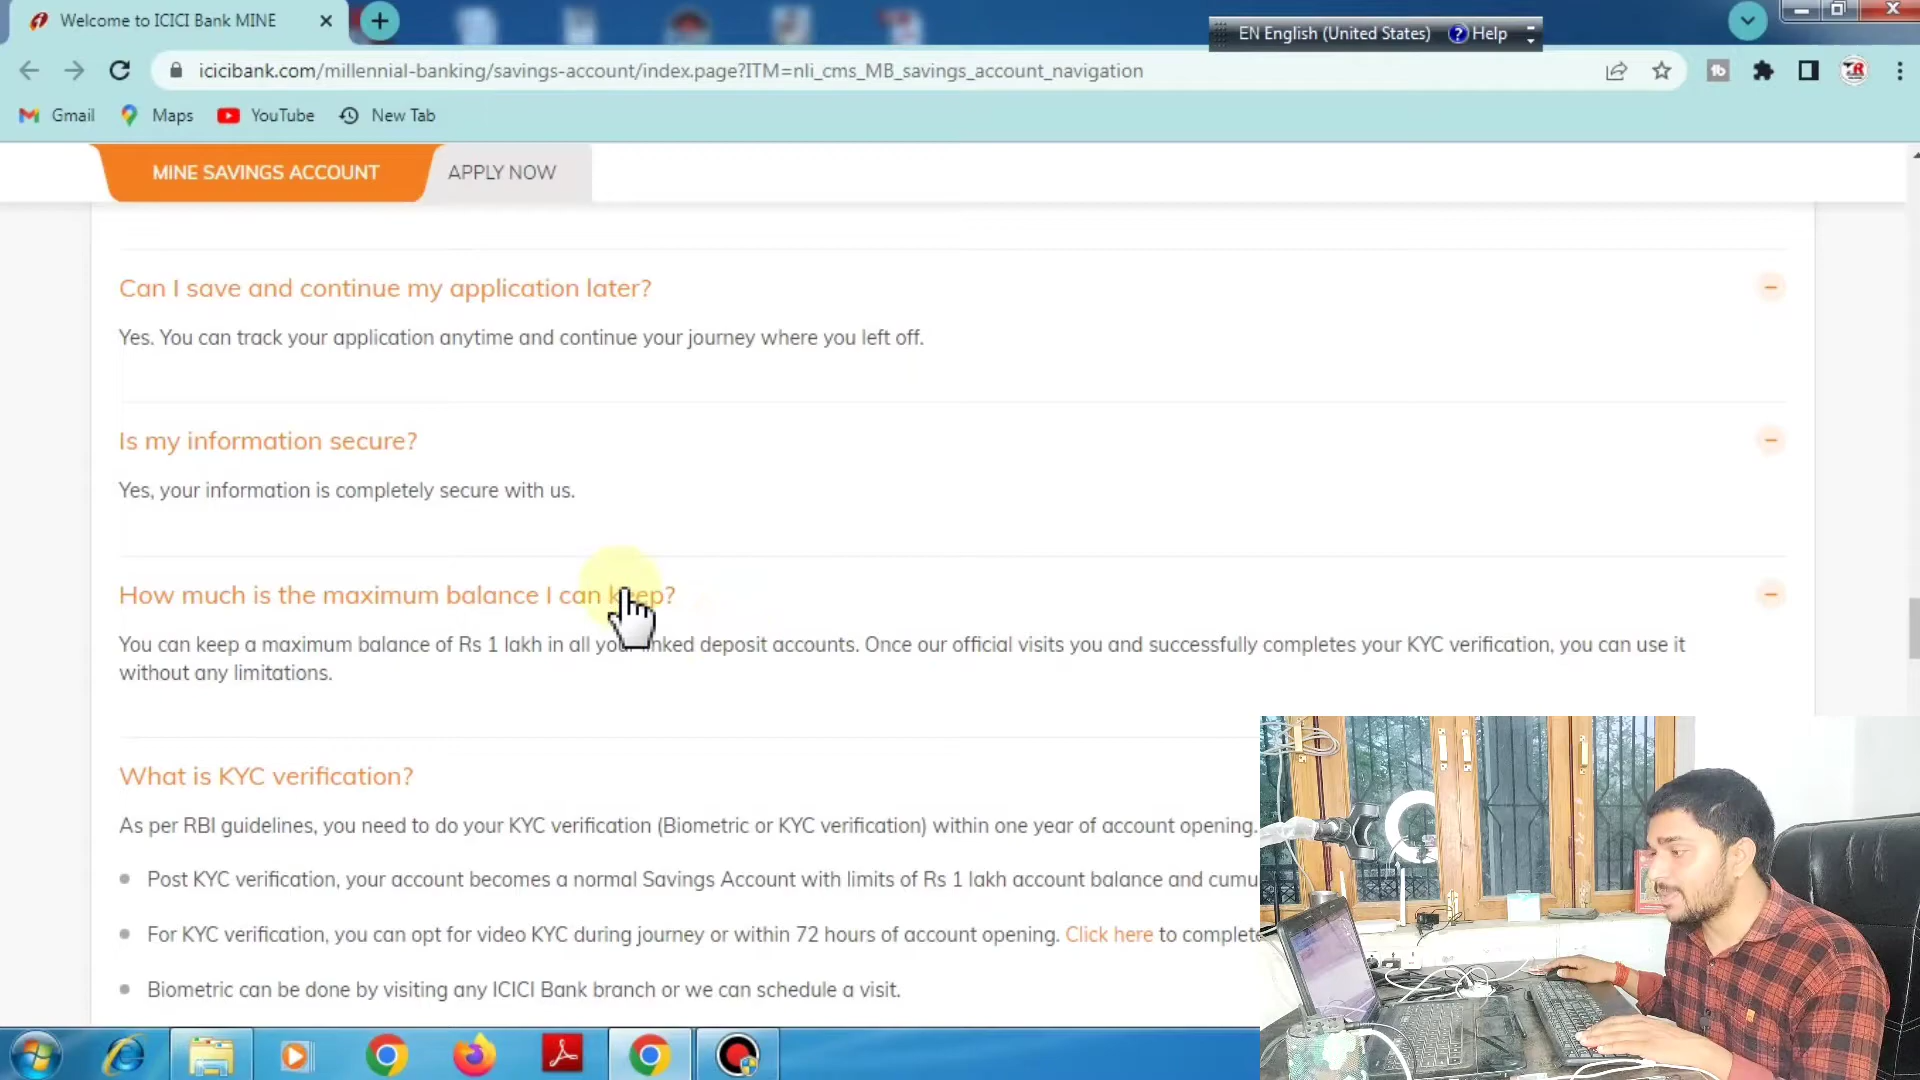 Welcome to ICICI Bank MINE
EN English (United States) Help
icicibank.com/millennial-banking/savings-account/index.page?ITM=nli_cms_MB_savings_account_navigation
Gmail Maps YouTube New Tab
MINE SAVINGS ACCOUNT APPLY NOW
Can I save and continue my application later?
Yes. You can track your application anytime and continue your journey where you left off.
Is my information secure?
Yes, your information is completely secure with us.
How much is the maximum balance I can keep?
You can keep a maximum balance of Rs 1 lakh in all your linked deposit accounts. Once our official visits you and successfully completes your KYC verification, you can use it
without any limitations.
What is KYC verification?
As per RBI guidelines, you need to do your KYC verification (Biometric or KYC verification) within one year of account opening.
Post KYC verification, your account becomes a normal Savings Account with limits of Rs 1 lakh account balance and cumu
For KYC verification, you can opt for video KYC during journey or within 72 hours of account opening. Click here to complete
Biometric can be done by visiting any ICICI Bank branch or we can schedule a visit.